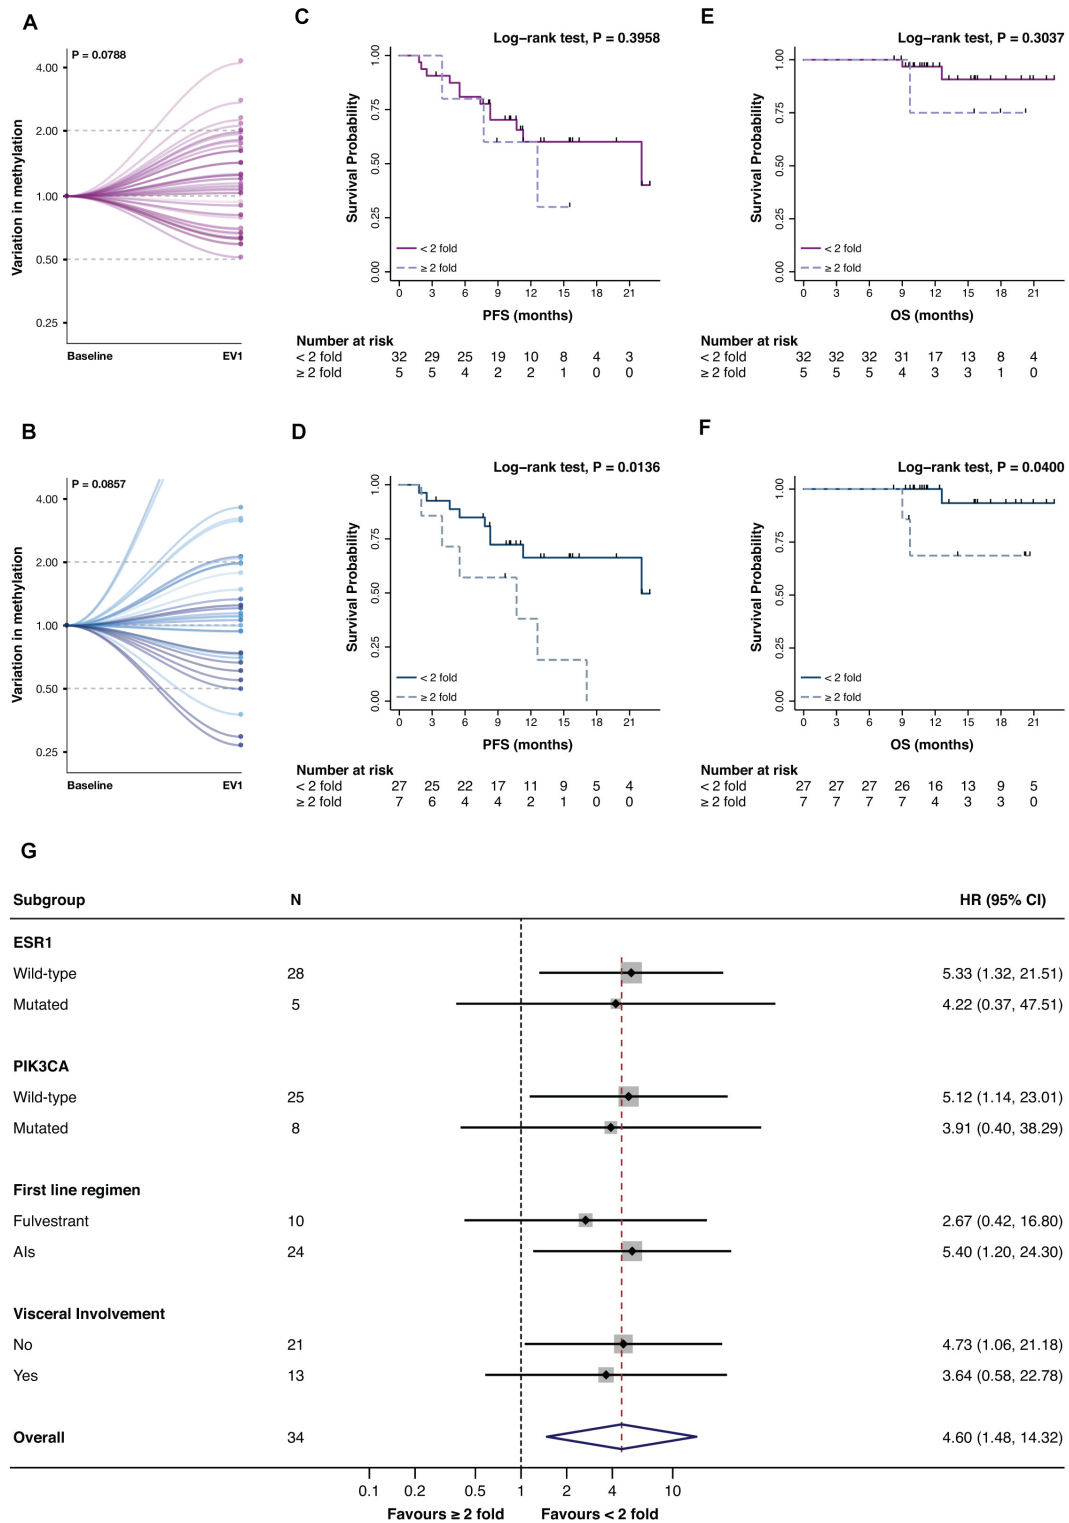 A
P = 0.0788
Variation in methylation
4.00
2.00
1.00
0.50
0.25
Baseline EV1
C
Log-rank test, P = 0.3958
Survival Probability
1.00
0.75
0.50
0.25
0.00
< 2 fold
≥ 2 fold
0 3 6 9 12 15 18 21
PFS (months)
Number at risk
< 2 fold 32 29 25 19 10 8 4 3
≥ 2 fold 5 5 4 2 2 1 0 0
E
Log-rank test, P = 0.3037
Survival Probability
1.00
0.75
0.50
0.25
0.00
< 2 fold
≥ 2 fold
0 3 6 9 12 15 18 21
OS (months)
Number at risk
< 2 fold 32 32 32 31 17 13 8 4
≥ 2 fold 5 5 5 4 3 3 1 0
B
P = 0.0857
Variation in methylation
4.00
2.00
1.00
0.50
0.25
Baseline EV1
D
Log-rank test, P = 0.0136
Survival Probability
1.00
0.75
0.50
0.25
0.00
< 2 fold
≥ 2 fold
0 3 6 9 12 15 18 21
PFS (months)
Number at risk
< 2 fold 27 25 22 17 11 9 5 4
≥ 2 fold 7 6 4 4 2 1 0 0
F
Log-rank test, P = 0.0400
Survival Probability
1.00
0.75
0.50
0.25
0.00
< 2 fold
≥ 2 fold
0 3 6 9 12 15 18 21
OS (months)
Number at risk
< 2 fold 27 27 27 26 16 13 9 5
≥ 2 fold 7 7 7 7 4 3 3 0
G
Subgroup N HR (95% CI)
ESR1
Wild-type 28 5.33 (1.32, 21.51)
Mutated 5 4.22 (0.37, 47.51)
PIK3CA
Wild-type 25 5.12 (1.14, 23.01)
Mutated 8 3.91 (0.40, 38.29)
First line regimen
Fulvestrant 10 2.67 (0.42, 16.80)
AIs 24 5.40 (1.20, 24.30)
Visceral Involvement
No 21 4.73 (1.06, 21.18)
Yes 13 3.64 (0.58, 22.78)
Overall 34 4.60 (1.48, 14.32)
0.1 0.2 0.5 1 2 4 10
Favours ≥ 2 fold Favours < 2 fold